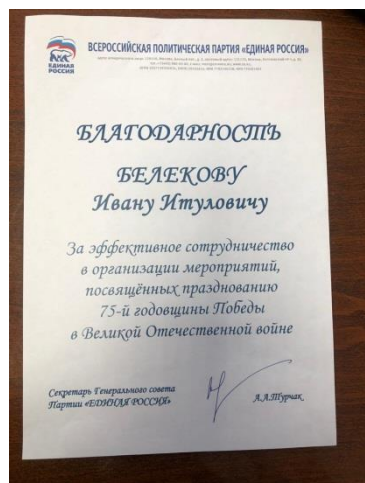 ЕДИНАЯ
РОССИЯ
ВСЕРОССИЙСКАЯ ПОЛИТИЧЕСКАЯ ПАРТИЯ «ЕДИНАЯ РОССИЯ»
БЛАГОДАРНОСТЬ
БЕЛЕКОВУ
Ивану Итуловичу
За эффективное сотрудничество
в организации мероприятий,
посвящённых празднованию
75-й годовщины Победы
в Великой Отечественной войне
Секретарь Генерального совета
Партии «ЕДИНАЯ РОССИЯ»
А.А.Турчак